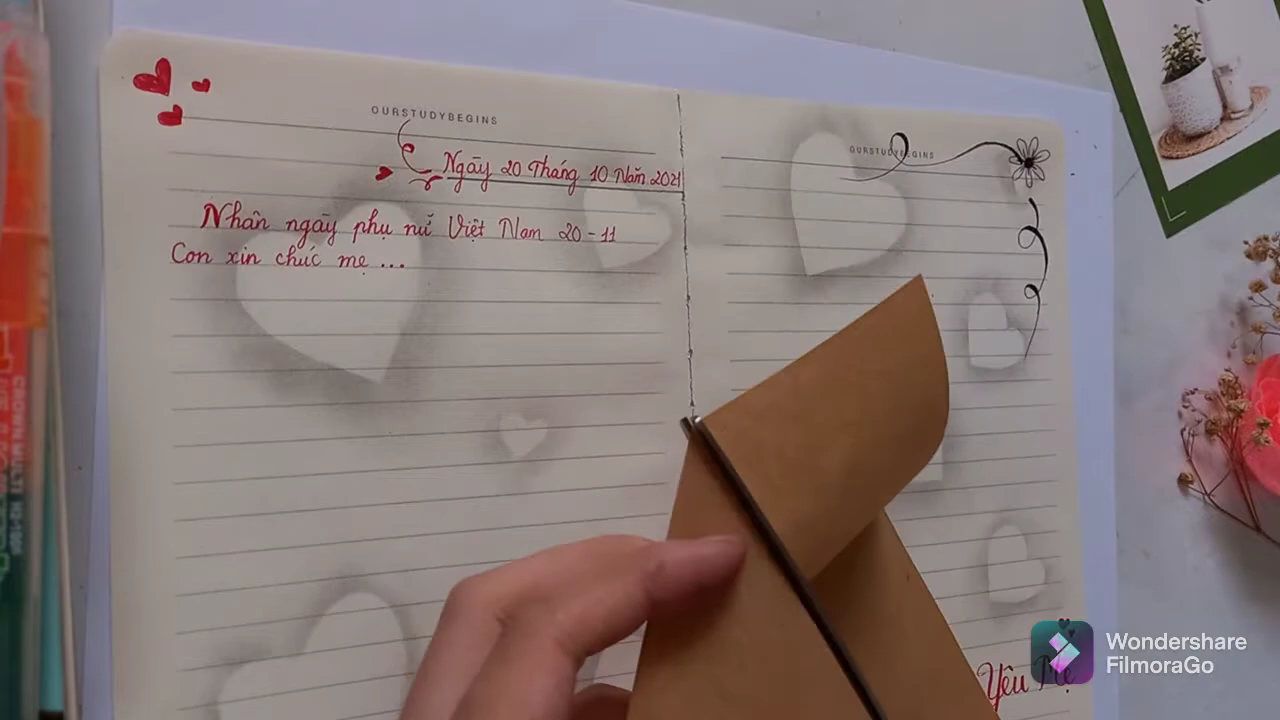 OURSTUDYBEGINS
Ngày 20 Tháng 10 Năm 2021
Nhân ngày phụ nữ Việt Nam 20-11
Con xin chúc mẹ ...
OURSTUDYBEGINS
Yêu Mẹ
Wondershare
FilmoraGo